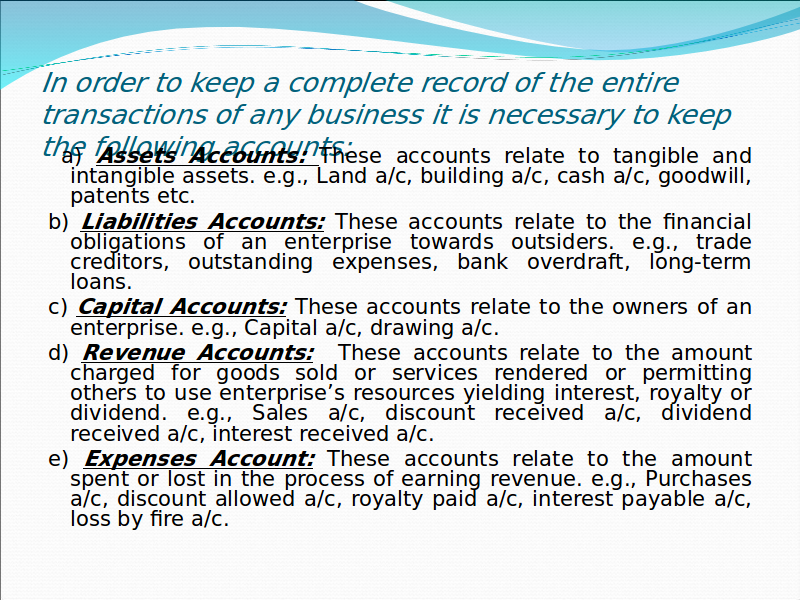 In order to keep a complete record of the entire
transactions of any business it is necessary to keep
the following accounts:
a) Assets Accounts: These accounts relate to tangible and
intangible assets. e.g., Land a/c, building a/c, cash a/c, goodwill,
patents etc.
b) Liabilities Accounts: These accounts relate to the financial
obligations of an enterprise towards outsiders. e.g., trade
creditors, outstanding expenses, bank overdraft, long-term
loans.
c) Capital Accounts: These accounts relate to the owners of an
enterprise. e.g., Capital a/c, drawing a/c.
d) Revenue Accounts: These accounts relate to the amount
charged for goods sold or services rendered or permitting
others to use enterprise’s resources yielding interest, royalty or
dividend. e.g., Sales a/c, discount received a/c, dividend
received a/c, interest received a/c.
e) Expenses Account: These accounts relate to the amount
spent or lost in the process of earning revenue. e.g., Purchases
a/c, discount allowed a/c, royalty paid a/c, interest payable a/c,
loss by fire a/c.